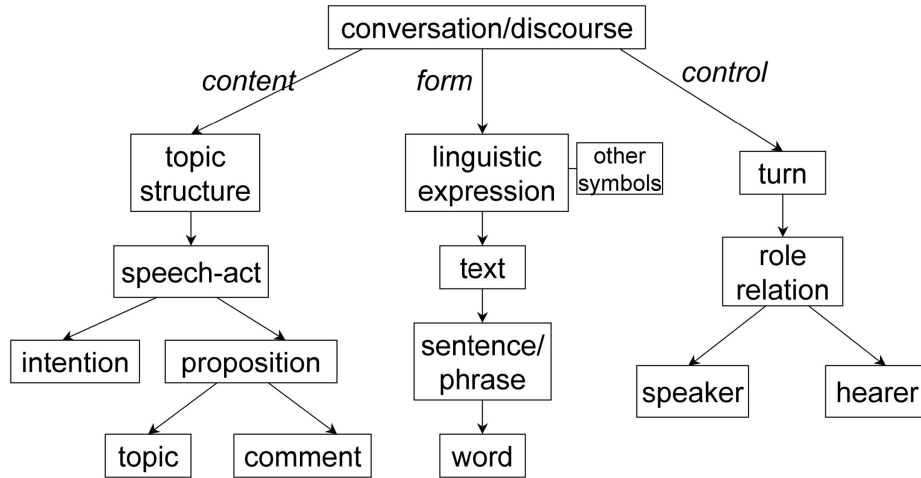 conversation/discourse
content
form
control
topic
structure
linguistic
expression
other
symbols
turn
speech-act
text
role
relation
intention
proposition
sentence/
phrase
speaker
hearer
topic
comment
word